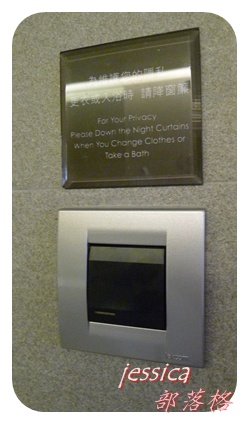 為維護您的隱私
更衣或入浴時 請降窗簾
For Your Privacy
Please Down the Night Curtains
When You Change Clothes or
Take a Bath
jessica
部落格